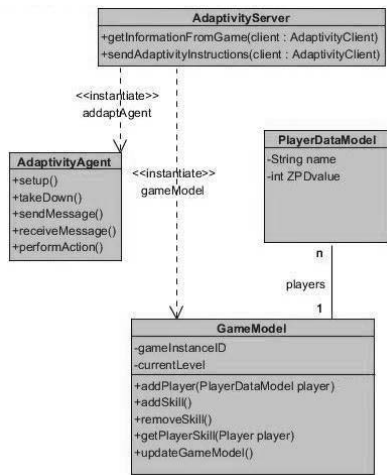 AdaptivityServer
+getInformationFromGame(client : AdaptivityClient)
+sendAdaptivityInstructions(client : AdaptivityClient)
<<instantiate>>
addaptAgent
PlayerDataModel
-String name
-int ZPDvalue
AdaptivityAgent
+setup()
+takeDown()
+sendMessage()
+receiveMessage()
+performAction()
<<instantiate>>
gameModel
n
players
1
GameModel
-gameInstanceID
-currentLevel
+addPlayer(PlayerDataModel player)
+addSkill()
+removeSkill()
+getPlayerSkill(Player player)
+updateGameModel()